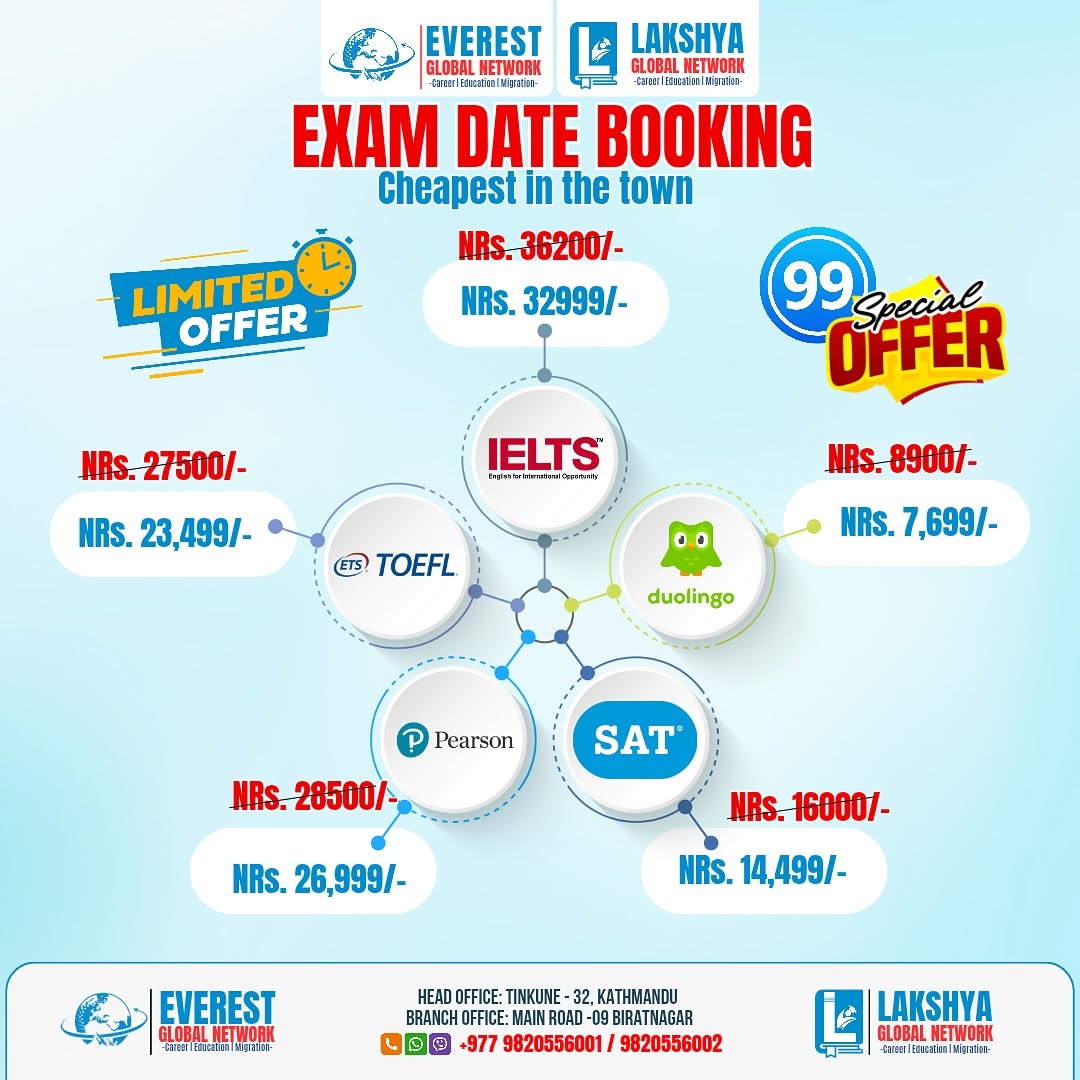 EVEREST
GLOBAL NETWORK
-Career | Education | Migration-
LAKSHYA
GLOBAL NETWORK
-Career | Education | Migration-
EXAM DATE BOOKING
Cheapest in the town
LIMITED
OFFER
NRs. 36200/-
NRs. 32999/-
99
Special
OFFER
IELTS™
English for International Opportunity
NRs. 27500/-
NRs. 23,499/-
ETS TOEFL
NRs. 8900/-
NRs. 7,699/-
duolingo
Pearson
NRs. 28500/-
NRs. 26,999/-
SAT®
NRs. 16000/-
NRs. 14,499/-
EVEREST
GLOBAL NETWORK
-Career | Education | Migration-
HEAD OFFICE: TINKUNE - 32, KATHMANDU
BRANCH OFFICE: MAIN ROAD -09 BIRATNAGAR
+977 9820556001 / 9820556002
LAKSHYA
GLOBAL NETWORK
-Career | Education | Migration-